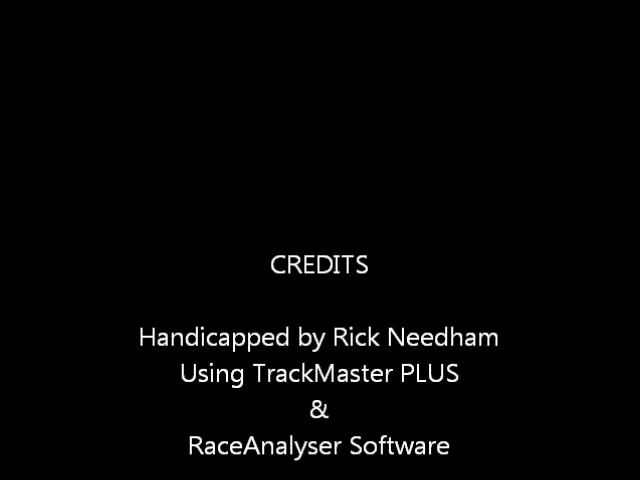 CREDITS
Handicapped by Rick Needham
Using TrackMaster PLUS
&
RaceAnalyser Software